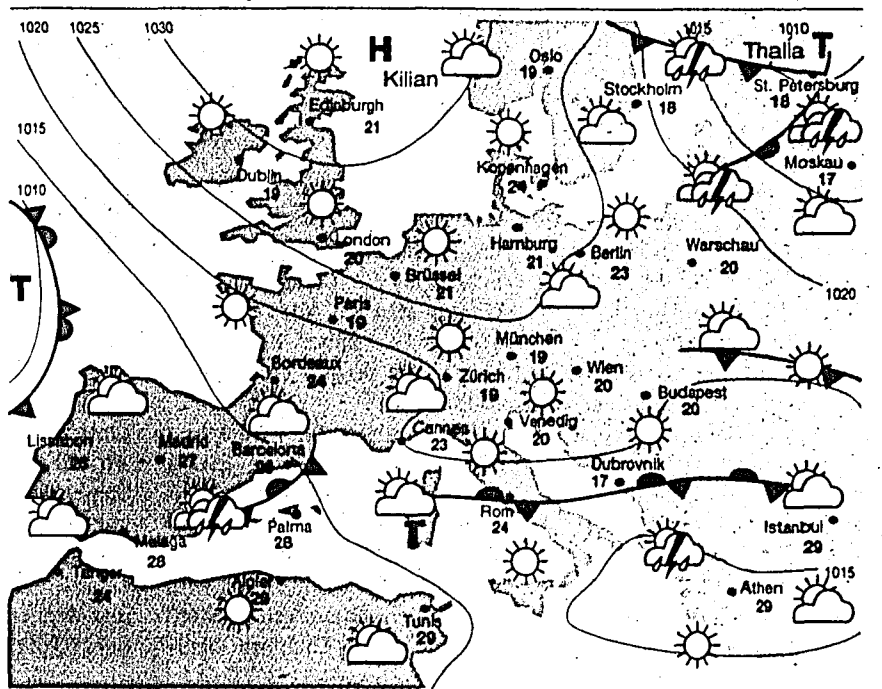 1020 1025 1030
1015 1010
H
Kilian
Thalla T
Oslo
19
St. Petersburg
18
Stockholm
18
Edinburgh
21
1015
Moskau
17
Kopenhagen
Dublin
1010
London
20
Hamburg
21
Berlin
23
Warschau
20
Brüssel
21
T
1020
Paris
19
München
19
Bordeaux
24
Zürich
19
Wien
20
Budapest
20
Venedig
20
Cannes
23
Lissabon
Madrid
27
Barcelona
Dubrovnik
17
Rom
24
Palma
28
T
Istanbul
29
Malaga
28
Tanger
24
Algier
29
1015
Athen
29
Tunis
29